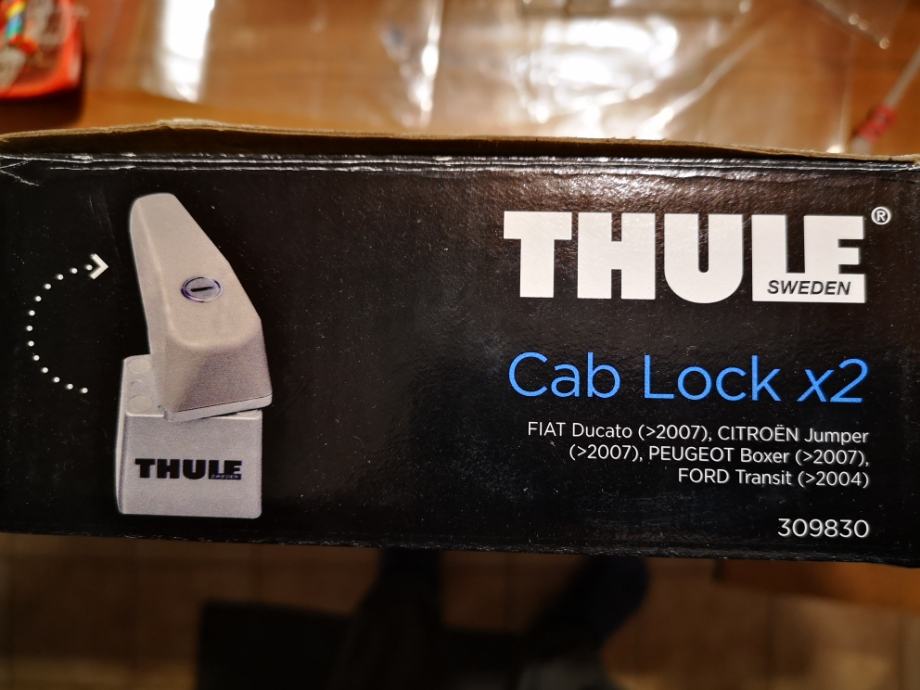 THULE®
SWEDEN
Cab Lock x2
FIAT Ducato (>2007), CITROËN Jumper
(>2007), PEUGEOT Boxer (>2007),
FORD Transit (>2004)
309830
THULE
SWEDEN